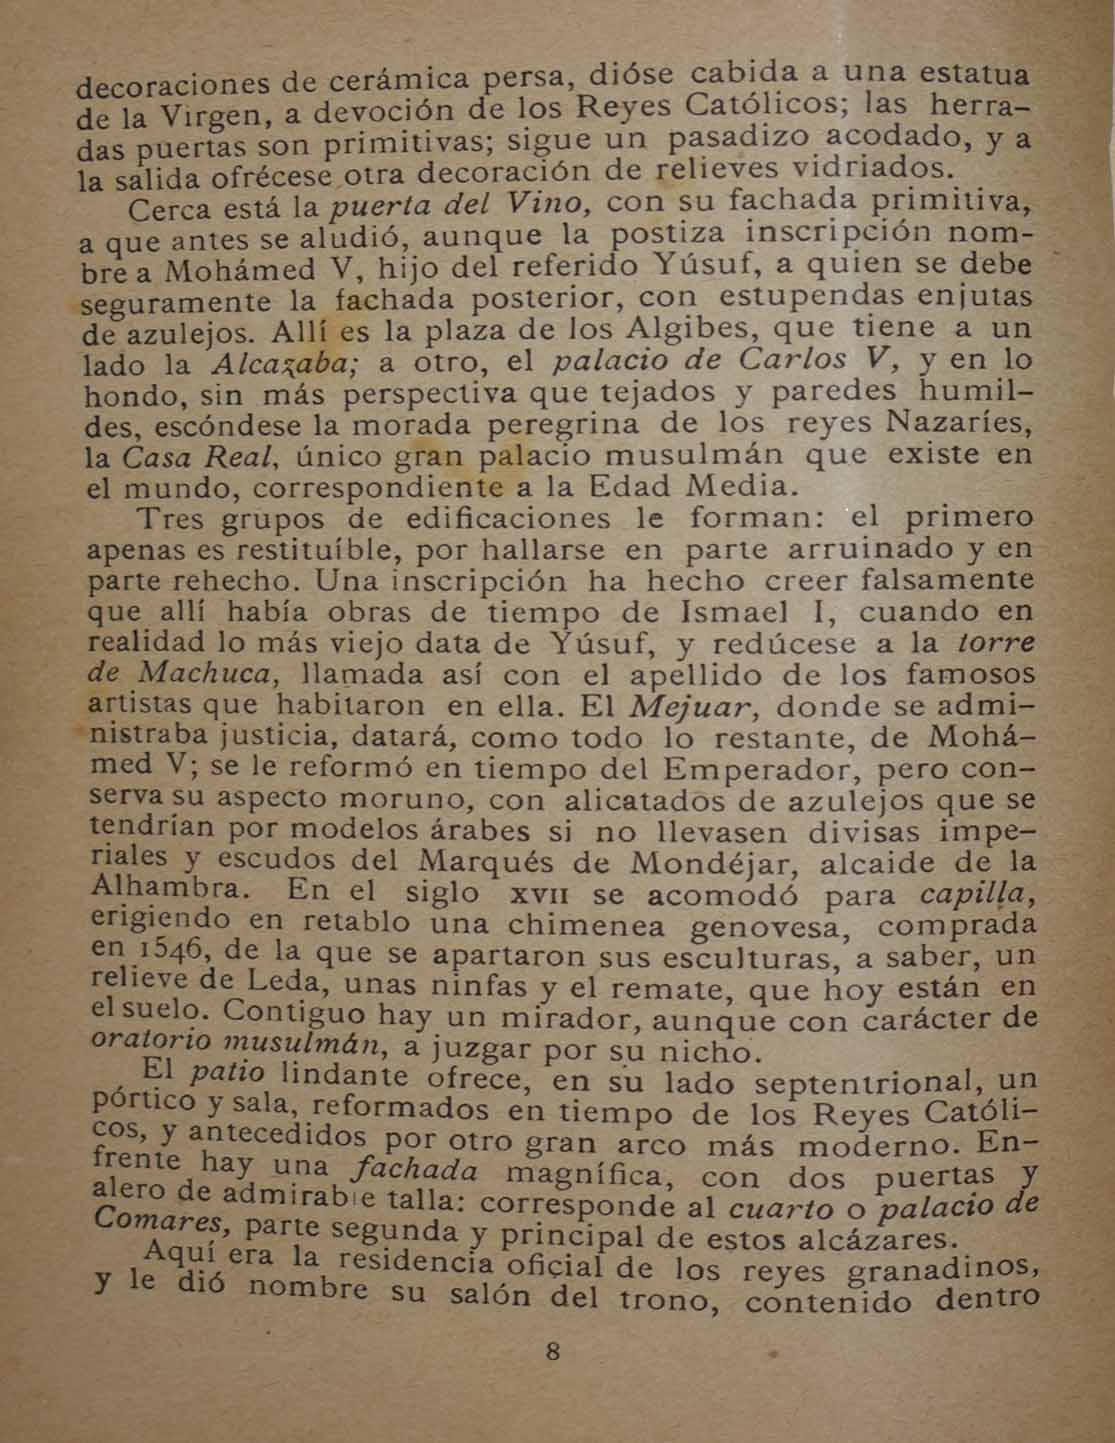 decoraciones de cerámica persa, dióse cabida a una estatua
de la Virgen, a devoción de los Reyes Católicos; las herra-
das puertas son primitivas; sigue un pasadizo acodado, y a
la salida ofrécese otra decoración de relieves vidriados.
Cerca está la puerta del Vino, con su fachada primitiva,
a que antes se aludió, aunque la postiza inscripción nom-
bre a Mohámed V, hijo del referido Yúsuf, a quien se debe
seguramente la fachada posterior, con estupendas enjutas
de azulejos. Allí es la plaza de los Algibes, que tiene a un
lado la Alcazaba; a otro, el palacio de Carlos V, y en lo
hondo, sin más perspectiva que tejados y paredes humil-
des, escóndese la morada peregrina de los reyes Nazaríes,
la Casa Real, único gran palacio musulmán que existe en
el mundo, correspondiente a la Edad Media.
Tres grupos de edificaciones le forman: el primero
apenas es restituíble, por hallarse en parte arruinado y en
parte rehecho. Una inscripción ha hecho creer falsamente
que allí había obras de tiempo de Ismael I, cuando en
realidad lo más viejo data de Yúsuf, y redúcese a la torre
de Machuca, llamada así con el apellido de los famosos
artistas que habitaron en ella. El Mejuar, donde se admi-
nistraba justicia, datará, como todo lo restante, de Mohá-
med V; se le reformó en tiempo del Emperador, pero con-
serva su aspecto moruno, con alicatados de azulejos que se
tendrían por modelos árabes si no llevasen divisas impe-
riales y escudos del Marqués de Mondéjar, alcaide de la
Alhambra. En el siglo XVII se acomodó para capilla,
erigiendo en retablo una chimenea genovesa, comprada
en 1546, de la que se apartaron sus esculturas, a saber, un
relieve de Leda, unas ninfas y el remate, que hoy están en
el suelo. Contiguo hay un mirador, aunque con carácter de
oratorio musulmán, a juzgar por su nicho.
El patio lindante ofrece, en su lado septentrional, un
pórtico y sala, reformados en tiempo de los Reyes Católi-
cos, y antecedidos por otro gran arco más moderno. En-
frente hay una fachada magnífica, con dos puertas y
alero de admirable talla: corresponde al cuarto o palacio de
Comares, parte segunda y principal de estos alcázares.
Aquí era la residencia oficial de los reyes granadinos,
y le dió nombre su salón del trono, contenido dentro
8